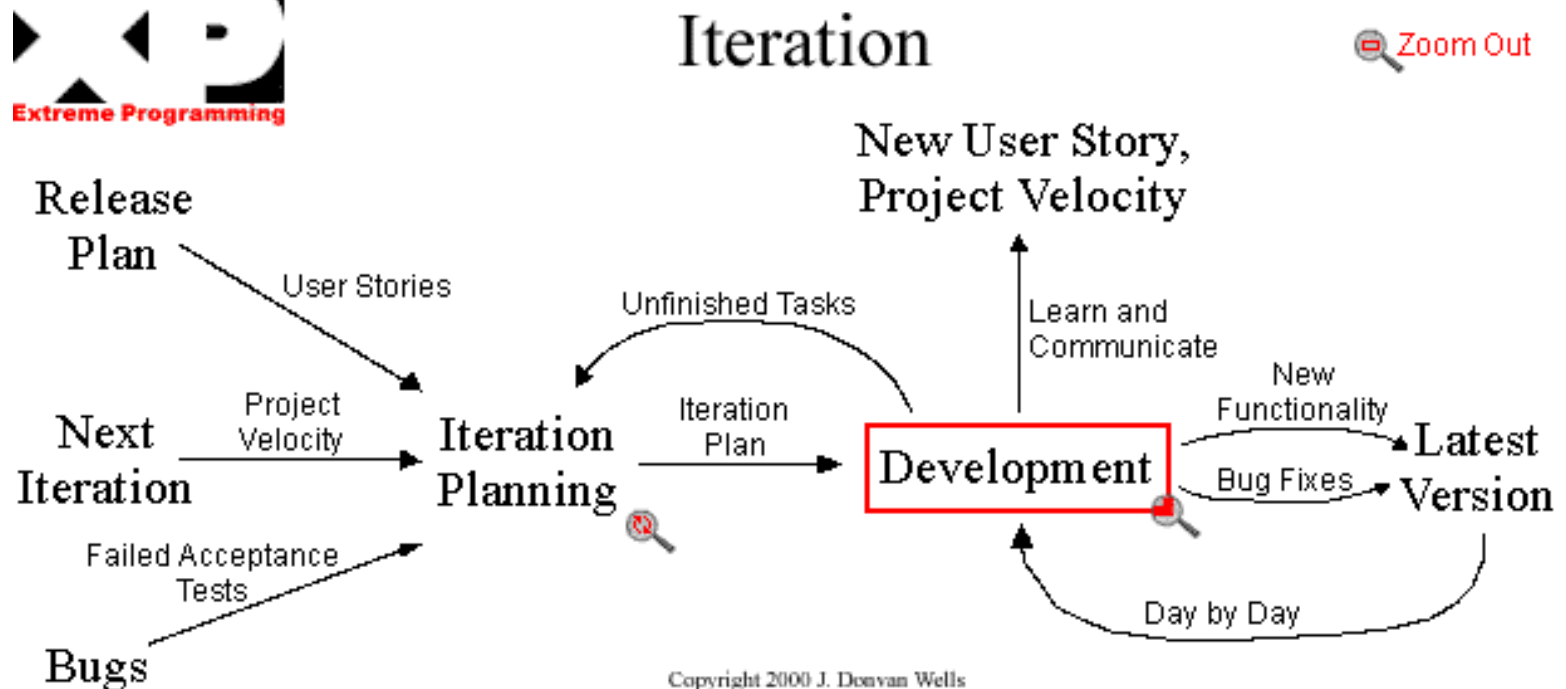 XP
Extreme Programming
Iteration
Zoom Out
New User Story,
Project Velocity
Release
Plan
User Stories
Unfinished Tasks
Learn and
Communicate
New
Functionality
Project
Velocity
Iteration
Plan
Next
Iteration
Iteration
Planning
Development
Latest
Version
Bug Fixes
Failed Acceptance
Tests
Day by Day
Bugs
Copyright 2000 J. Donvan Wells